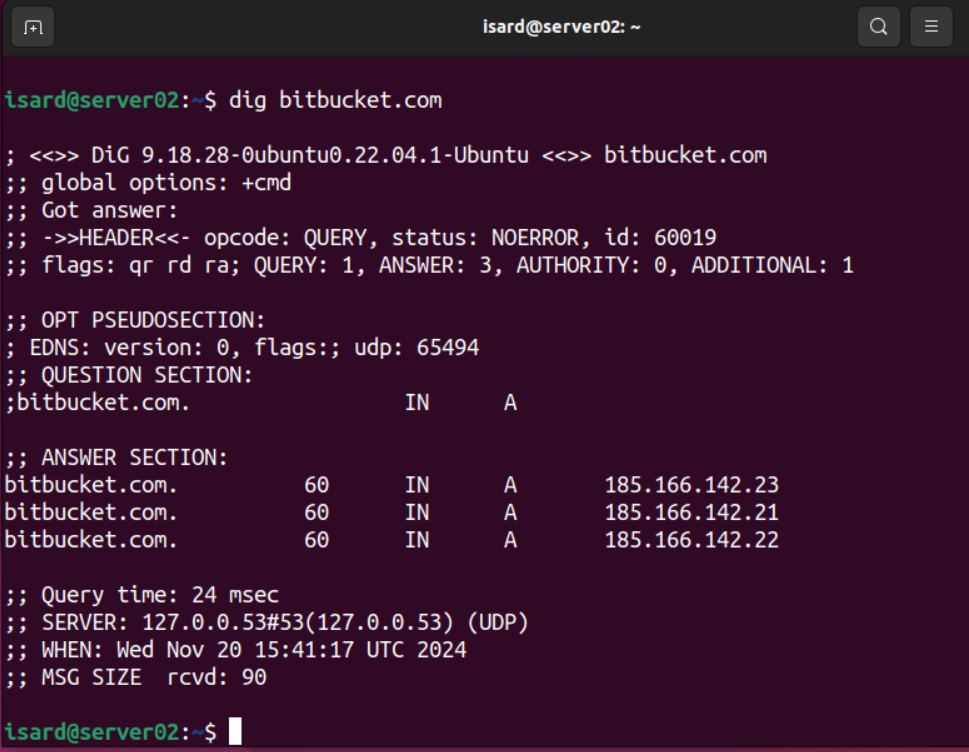 isard@server02: ~
isard@server02:~$ dig bitbucket.com
; <<>> DiG 9.18.28-0ubuntu0.22.04.1-Ubuntu <<>> bitbucket.com
;; global options: +cmd
;; Got answer:
;; ->>HEADER<<- opcode: QUERY, status: NOERROR, id: 60019
;; flags: qr rd ra; QUERY: 1, ANSWER: 3, AUTHORITY: 0, ADDITIONAL: 1
;; OPT PSEUDOSECTION:
; EDNS: version: 0, flags:; udp: 65494
;; QUESTION SECTION:
;bitbucket.com. IN A
;; ANSWER SECTION:
bitbucket.com. 60 IN A 185.166.142.23
bitbucket.com. 60 IN A 185.166.142.21
bitbucket.com. 60 IN A 185.166.142.22
;; Query time: 24 msec
;; SERVER: 127.0.0.53#53(127.0.0.53) (UDP)
;; WHEN: Wed Nov 20 15:41:17 UTC 2024
;; MSG SIZE  rcvd: 90
isard@server02:~$